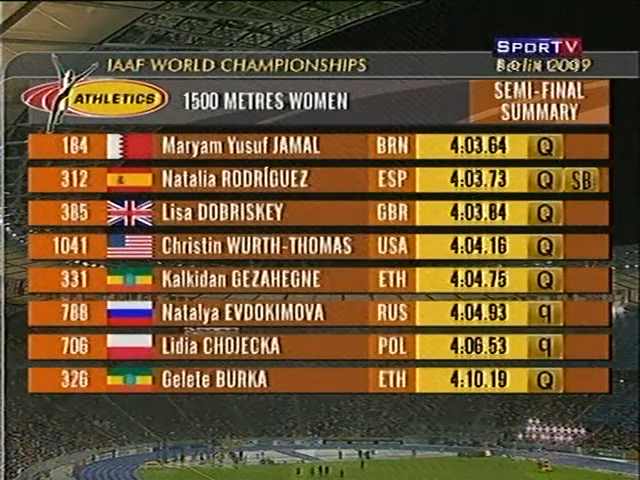 SPORTV
IAAF WORLD CHAMPIONSHIPS
Berlin 2009
ATHLETICS
1500 METRES WOMEN
SEMI-FINAL
SUMMARY
184 Maryam Yusuf JAMAL BRN 4:03.64 Q
312 Natalia RODRÍGUEZ ESP 4:03.73 Q SB
385 Lisa DOBRISKEY GBR 4:03.84 Q
1041 Christin WURTH-THOMAS USA 4:04.16 Q
331 Kalkidan GEZAHEGNE ETH 4:04.75 Q
788 Natalya EVDOKIMOVA RUS 4:04.93 q
706 Lidia CHOJECKA POL 4:06.53 q
326 Gelete BURKA ETH 4:10.19 Q